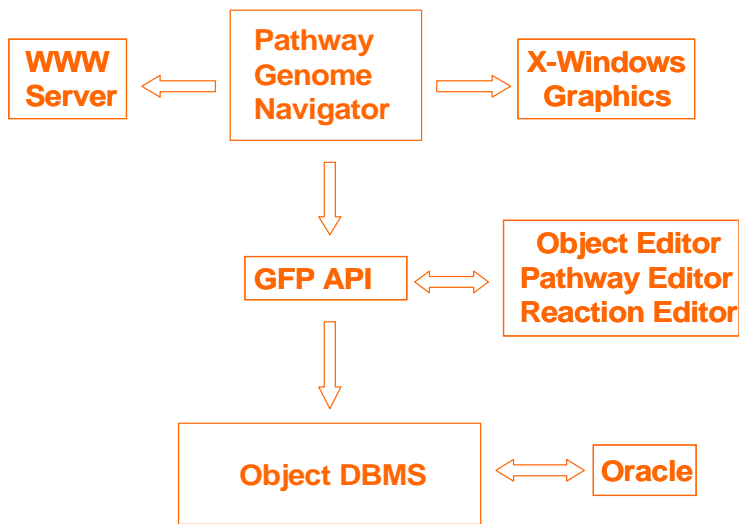 WWW
Server
Pathway
Genome
Navigator
X-Windows
Graphics
GFP API
Object Editor
Pathway Editor
Reaction Editor
Object DBMS
Oracle